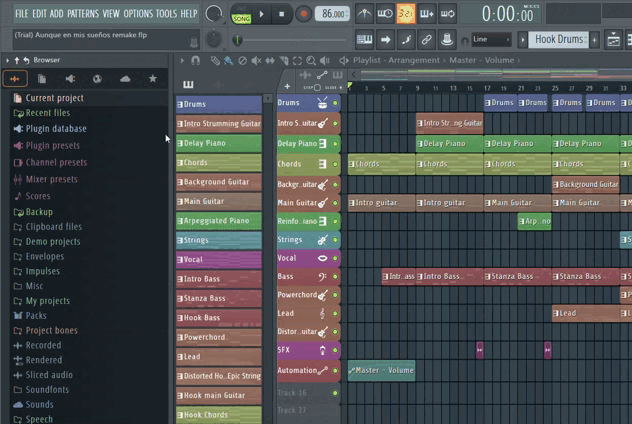 FILE EDIT ADD PATTERNS VIEW OPTIONS TOOLS HELP
SONG
86.000
32
0:00:00
M:S:CS
(Trial) Aunque en mis sueños remake.flp
Line
Hook Drums
Browser
Playlist - Arrangement › Master - Volume ›
STEP SLIDE
1 3 5 7 9 11 13 15 17 19 21 23 25 27 29 31 33
Current project
Recent files
Plugin database
Plugin presets
Channel presets
Mixer presets
Scores
Backup
Clipboard files
Demo projects
Envelopes
Impulses
Misc
My projects
Packs
Project bones
Recorded
Rendered
Sliced audio
Soundfonts
Sounds
Speech
Drums
Intro Strumming Guitar
Delay Piano
Chords
Background Guitar
Main Guitar
Arpeggiated Piano
Strings
Vocal
Intro Bass
Stanza Bass
Hook Bass
Powerchord
Lead
Distorted Ho..Epic String
Hook main Guitar
Hook Chords
Drums
Drums Drums Drums Drums
Intro S..uitar
Intro Str..ng Guitar
Delay Piano
Delay Piano Delay Piano Delay Piano
Chords
Chords Chords Chords Chords
Backgr..uitar
Background Guitar
Main Guitar
Intro guitar Intro guitar Main Guitar Main Guitar
Reinfo..iano
Arp..no
Strings
Vocal
Bass
Intr..ass Intro Bass Stanza Bass Stanza Bass
Powerchord
Lead
Lead
Distor..uitar
SFX
Automation
Master - Volume
Track 16
Track 17